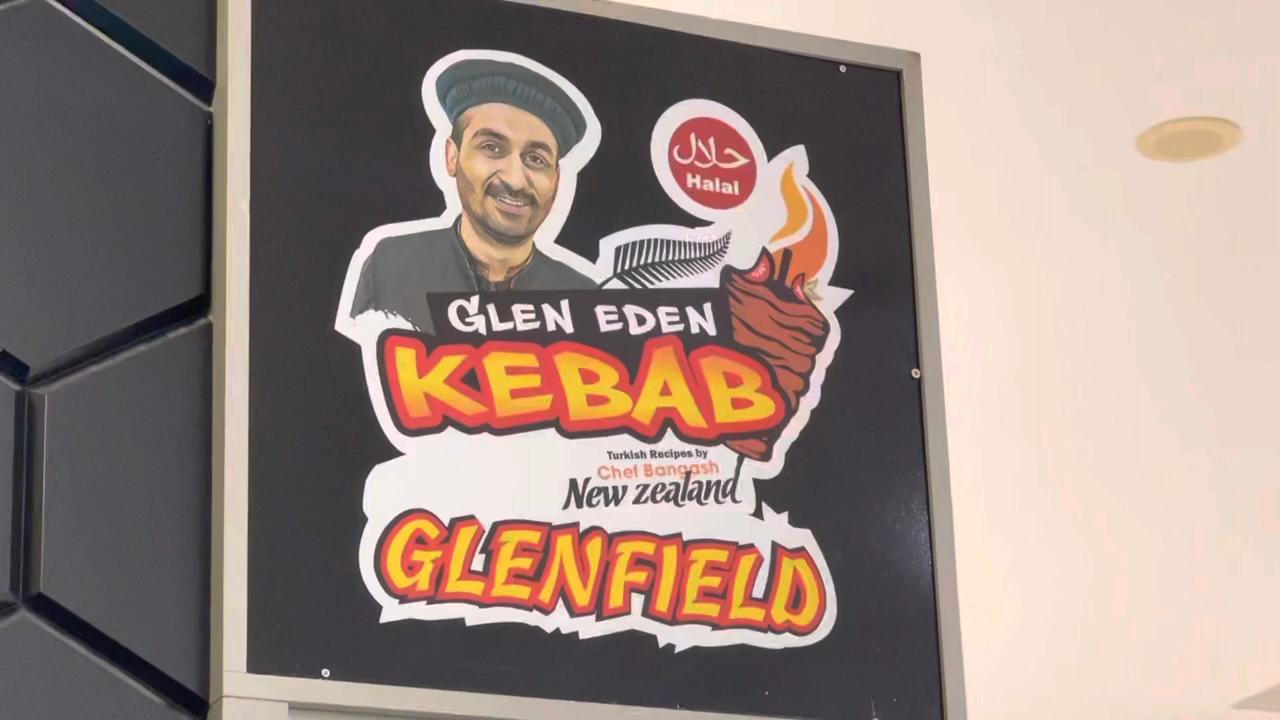 حلال
Halal
GLEN EDEN
KEBAB
Turkish Recipes by
Chef Bangash
New zealand
GLENFIELD